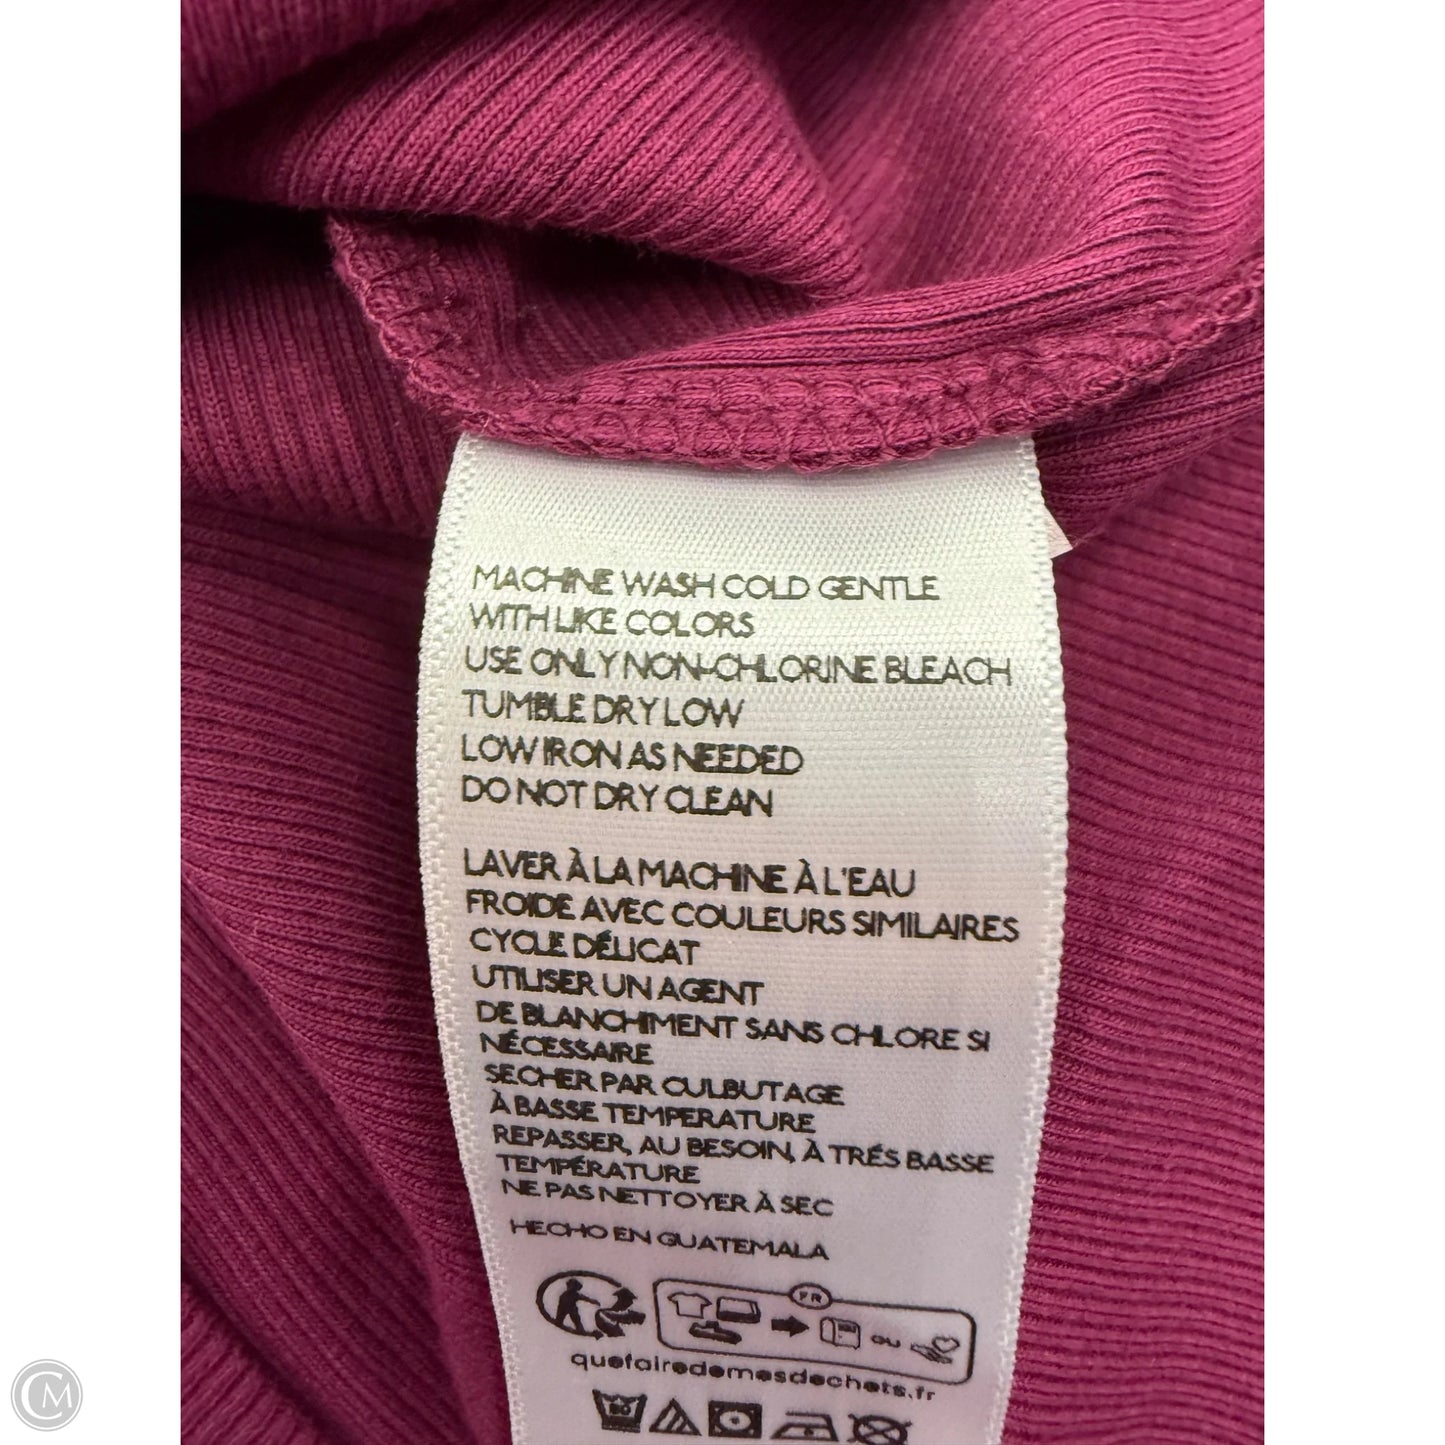 MACHINE WASH COLD GENTLE
WITH LIKE COLORS
USE ONLY NON-CHLORINE BLEACH
TUMBLE DRY LOW
LOW IRON AS NEEDED
DO NOT DRY CLEAN
LAVER À LA MACHINE À L'EAU
FROIDE AVEC COULEURS SIMILAIRES
CYCLE DÉLICAT
UTILISER UN AGENT
DE BLANCHIMENT SANS CHLORE SI
NÉCESSAIRE
SECHER PAR CULBUTAGE
À BASSE TEMPERATURE
REPASSER, AU BESOIN, À TRÉS BASSE
TEMPÉRATURE
NE PAS NETTOYER À SEC
HECHO EN GUATEMALA
FR
OU
quefairedemesdechets.fr
CM